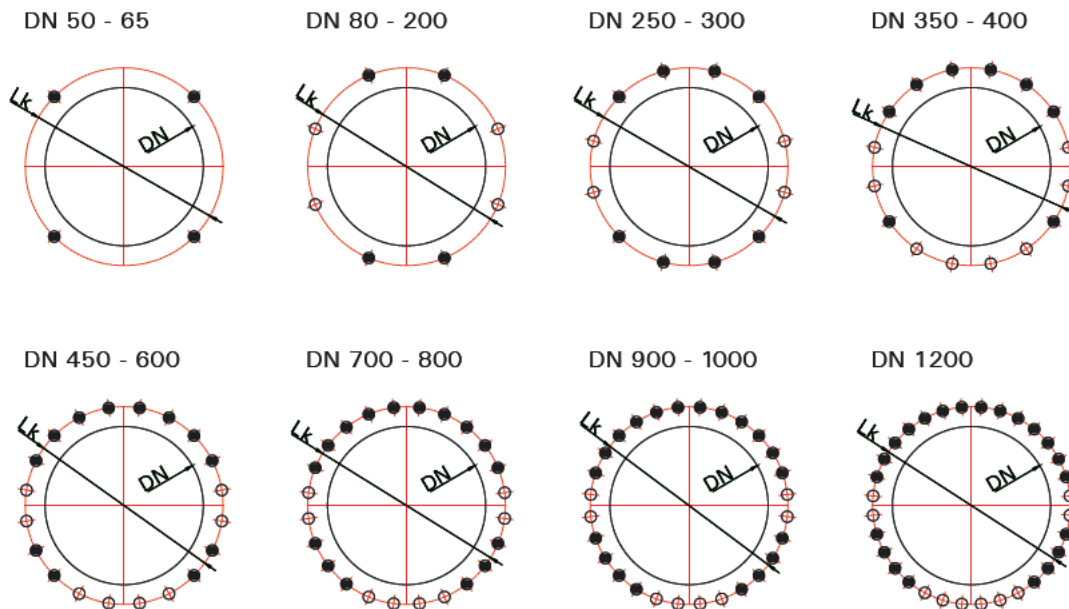 DN 50 - 65
DN 80 - 200
DN 250 - 300
DN 350 - 400
Lk
DN
Lk
DN
Lk
DN
Lk
DN
DN 450 - 600
DN 700 - 800
DN 900 - 1000
DN 1200
Lk
DN
Lk
DN
Lk
DN
Lk
DN